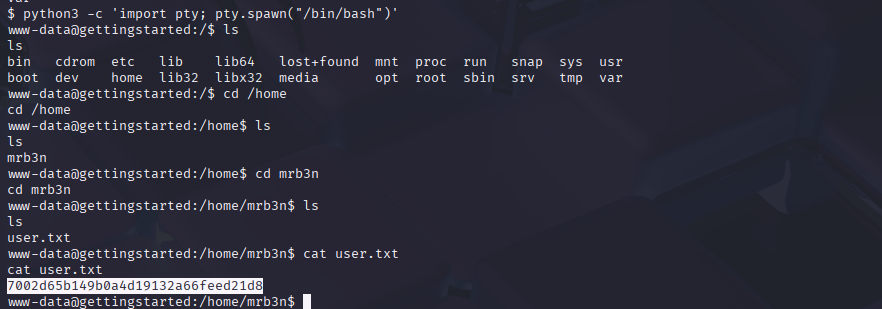 var
$ python3 -c 'import pty; pty.spawn("/bin/bash")'
www-data@gettingstarted:/$ ls
ls
bin   cdrom  etc   lib    lib64   lost+found  mnt  proc  run   snap  sys  usr
boot  dev    home  lib32  libx32  media       opt  root  sbin  srv   tmp  var
www-data@gettingstarted:/$ cd /home
cd /home
www-data@gettingstarted:/home$ ls
ls
mrb3n
www-data@gettingstarted:/home$ cd mrb3n
cd mrb3n
www-data@gettingstarted:/home/mrb3n$ ls
ls
user.txt
www-data@gettingstarted:/home/mrb3n$ cat user.txt
cat user.txt
7002d65b149b0a4d19132a66feed21d8
www-data@gettingstarted:/home/mrb3n$